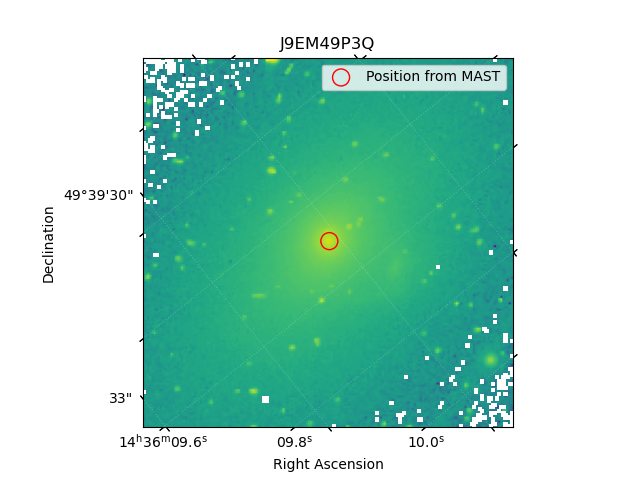 J9EM49P3Q
Position from MAST
49°39'30"
Declination
33"
14ʰ36ᵐ09.6ˢ
09.8ˢ
10.0ˢ
Right Ascension